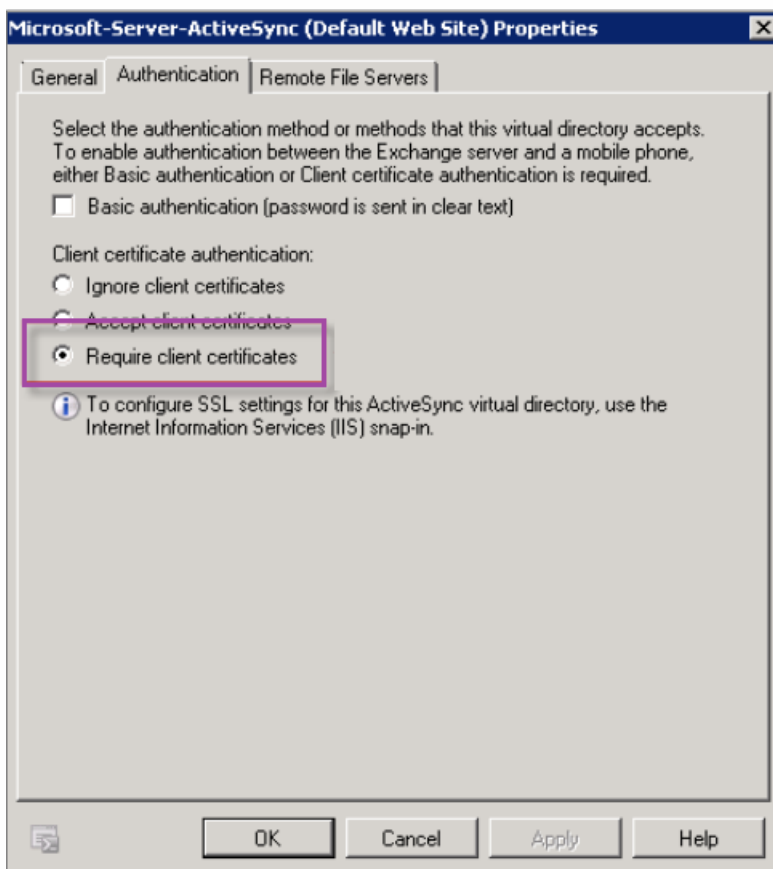 Microsoft-Server-ActiveSync (Default Web Site) Properties
General Authentication Remote File Servers
Select the authentication method or methods that this virtual directory accepts.
To enable authentication between the Exchange server and a mobile phone,
either Basic authentication or Client certificate authentication is required.
Basic authentication (password is sent in clear text)
Client certificate authentication:
Ignore client certificates
Accept client certificates
Require client certificates
To configure SSL settings for this ActiveSync virtual directory, use the
Internet Information Services (IIS) snap-in.
OK Cancel Apply Help